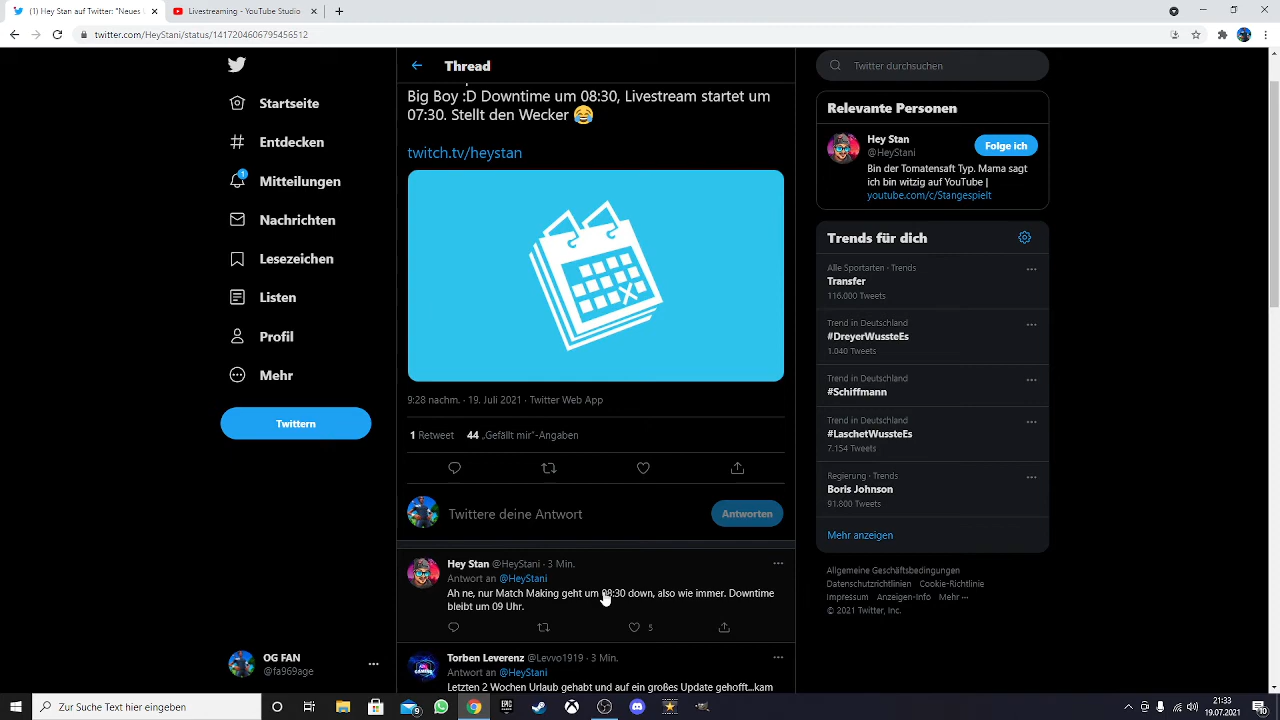 (1) Hey Stan auf Twitter: "Neues
Livestreaming - YouTube Studio
twitter.com/HeyStani/status/1417204606795456512
Startseite
Entdecken
1
Mitteilungen
Nachrichten
Lesezeichen
Listen
Profil
Mehr
Twittern
OG FAN
@fa969age
Thread
Big Boy :D Downtime um 08:30, Livestream startet um
07:30. Stellt den Wecker 😂
twitch.tv/heystan
9:28 nachm. · 19. Juli 2021 · Twitter Web App
1 Retweet 44 „Gefällt mir"-Angaben
Twittere deine Antwort
Antworten
Hey Stan @HeyStani · 3 Min.
Antwort an @HeyStani
Ah ne, nur Match Making geht um 08:30 down, also wie immer. Downtime
bleibt um 09 Uhr.
5
Torben Leverenz @Levvo1919 · 3 Min.
Antwort an @HeyStani
Letzten 2 Wochen Urlaub gehabt und auf ein großes Update gehofft...kam
Twitter durchsuchen
Relevante Personen
Hey Stan
@HeyStani
Folge ich
Bin der Tomatensaft Typ. Mama sagt
ich bin witzig auf YouTube |
youtube.com/c/Stangespielt
Trends für dich
Alle Sportarten · Trends
Transfer
116.000 Tweets
Trend in Deutschland
#DreyerWussteEs
1.040 Tweets
Trend in Deutschland
#Schiffmann
Trend in Deutschland
#LaschetWussteEs
7.154 Tweets
Regierung · Trends
Boris Johnson
91.800 Tweets
Mehr anzeigen
Allgemeine Geschäftsbedingungen
Datenschutzrichtlinien Cookie-Richtlinie
Impressum Anzeigen-Info Mehr ···
© 2021 Twitter, Inc.
Zur Suche Text hier eingeben
21:33
19.07.2021